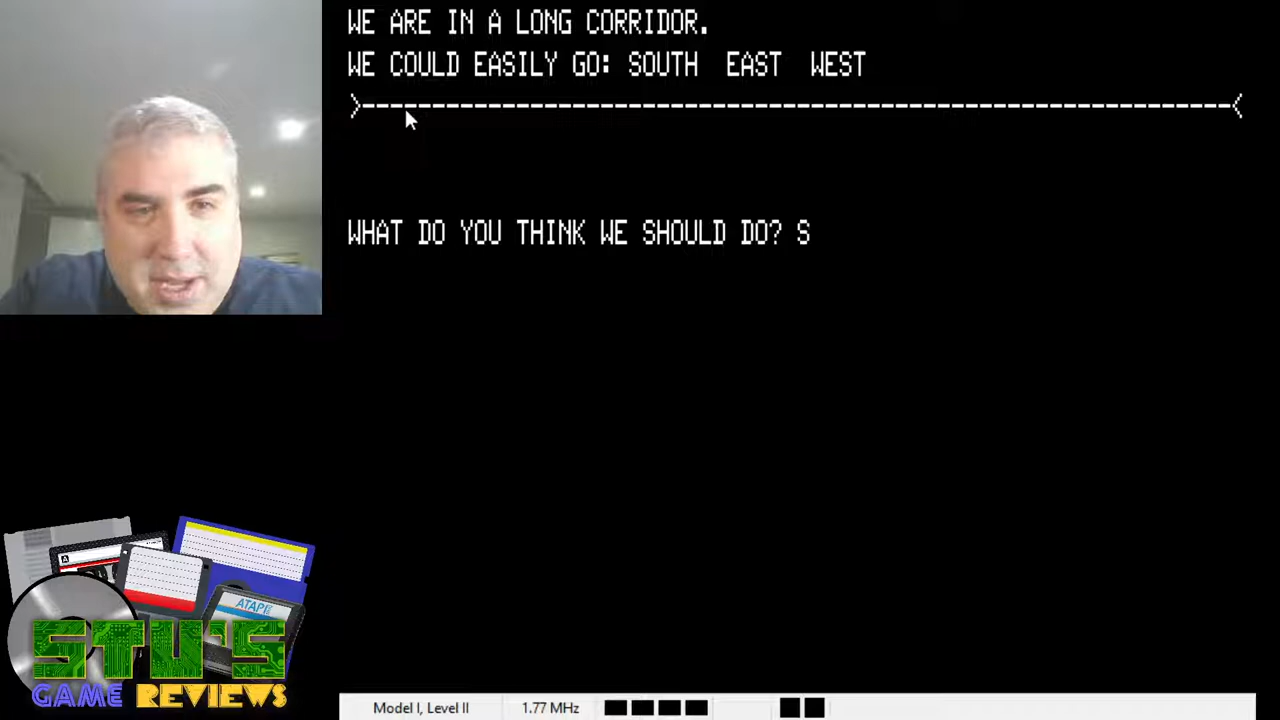 WE ARE IN A LONG CORRIDOR.
WE COULD EASILY GO: SOUTH  EAST  WEST
>--------------------------------------------------------------<
WHAT DO YOU THINK WE SHOULD DO? S
ATAPI
STU'S
GAME REVIEWS
Model I, Level II
1.77 MHz